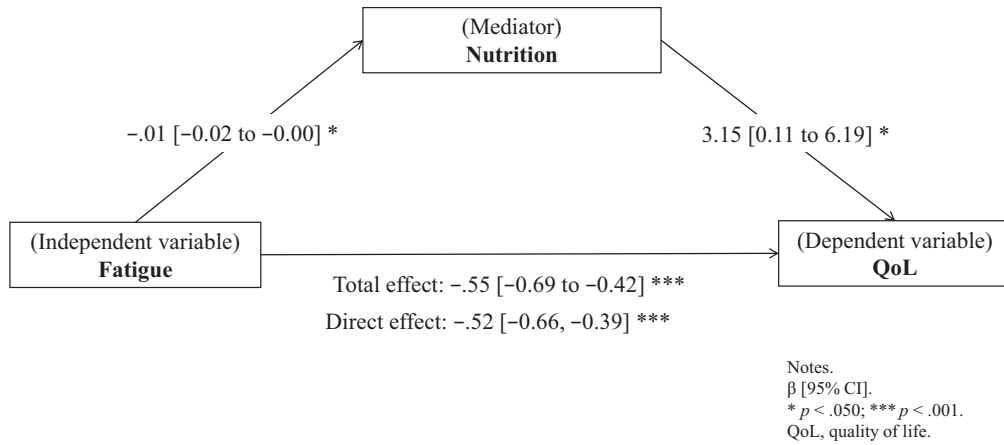 (Mediator)
Nutrition
−.01 [−0.02 to −0.00] *
3.15 [0.11 to 6.19] *
(Independent variable)
Fatigue
(Dependent variable)
QoL
Total effect: −.55 [−0.69 to −0.42] ***
Direct effect: −.52 [−0.66, −0.39] ***
Notes.
β [95% CI].
* p < .050; *** p < .001.
QoL, quality of life.